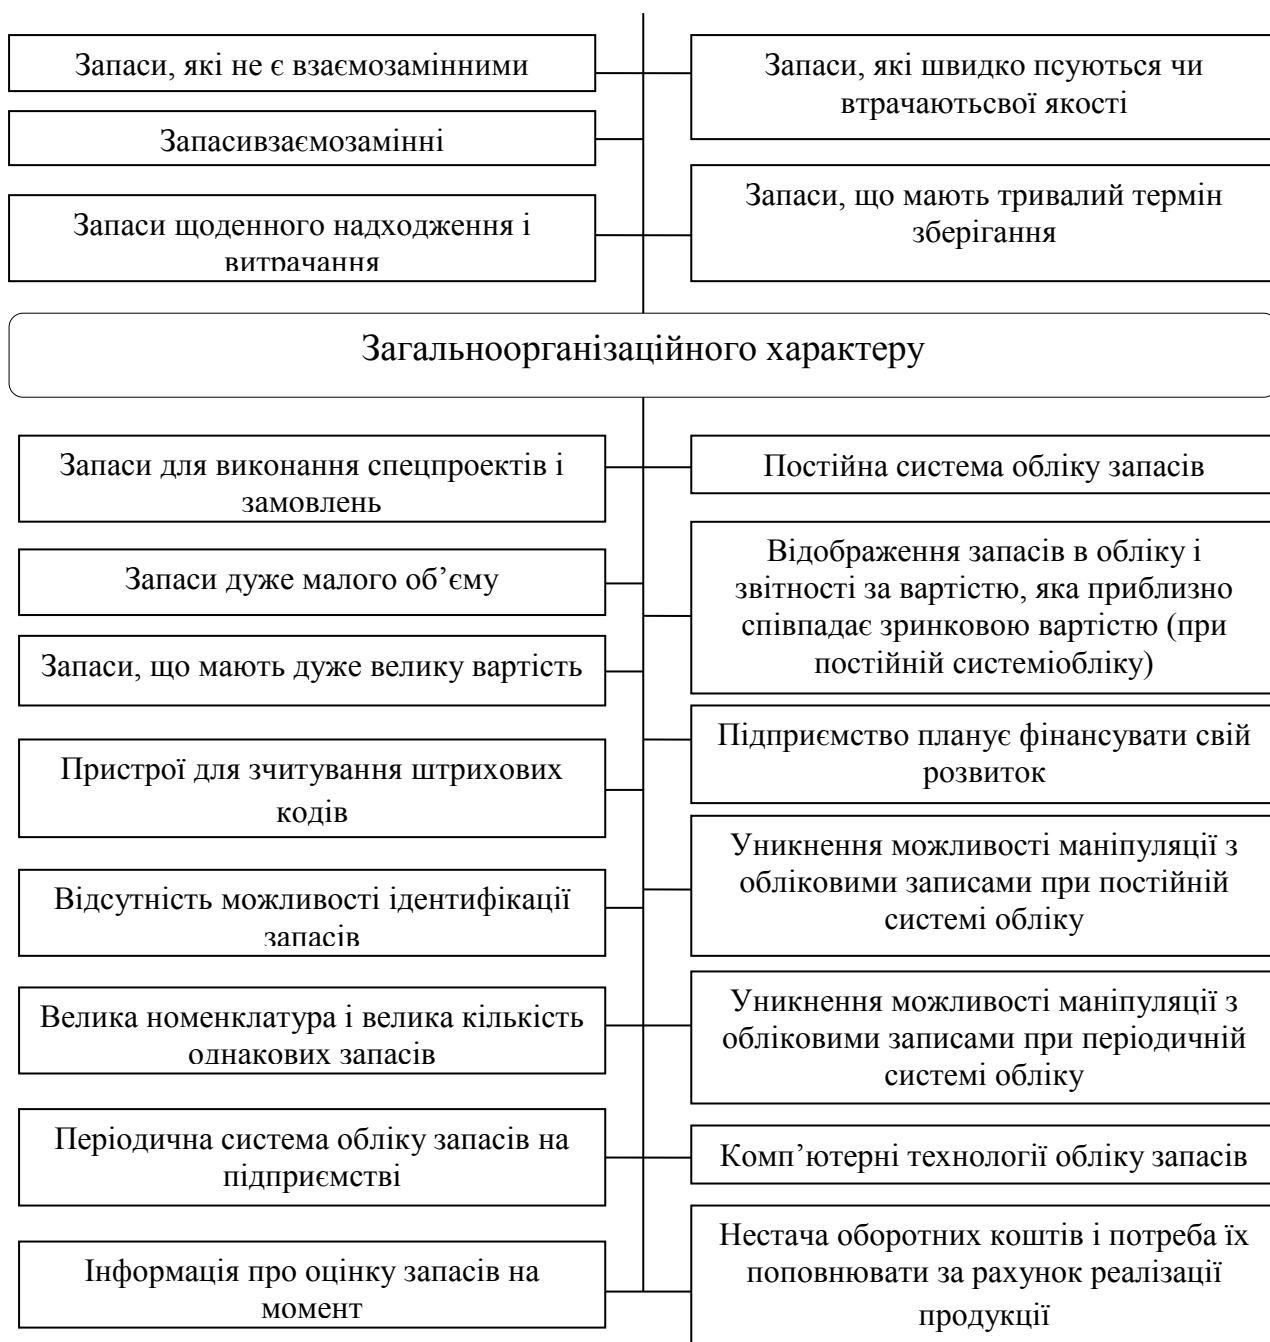 Запаси, які не є взаємозамінними
Запаси, які швидко псуються чи
втрачаютьсвої якості
Запасивзаємозамінні
Запаси щоденного надходження і
витрачання
Запаси, що мають тривалий термін
зберігання
Загальноорганізаційного характеру
Запаси для виконання спецпроектів і
замовлень
Постійна система обліку запасів
Запаси дуже малого об’єму
Відображення запасів в обліку і
звітності за вартістю, яка приблизно
співпадає зринковою вартістю (при
постійній системіобліку)
Запаси, що мають дуже велику вартість
Підприємство планує фінансувати свій
розвиток
Пристрої для зчитування штрихових
кодів
Уникнення можливості маніпуляції з
обліковими записами при постійній
системі обліку
Відсутність можливості ідентифікації
запасів
Велика номенклатура і велика кількість
однакових запасів
Уникнення можливості маніпуляції з
обліковими записами при періодичній
системі обліку
Періодична система обліку запасів на
підприємстві
Комп’ютерні технології обліку запасів
Інформація про оцінку запасів на
момент
Нестача оборотних коштів і потреба їх
поповнювати за рахунок реалізації
продукції